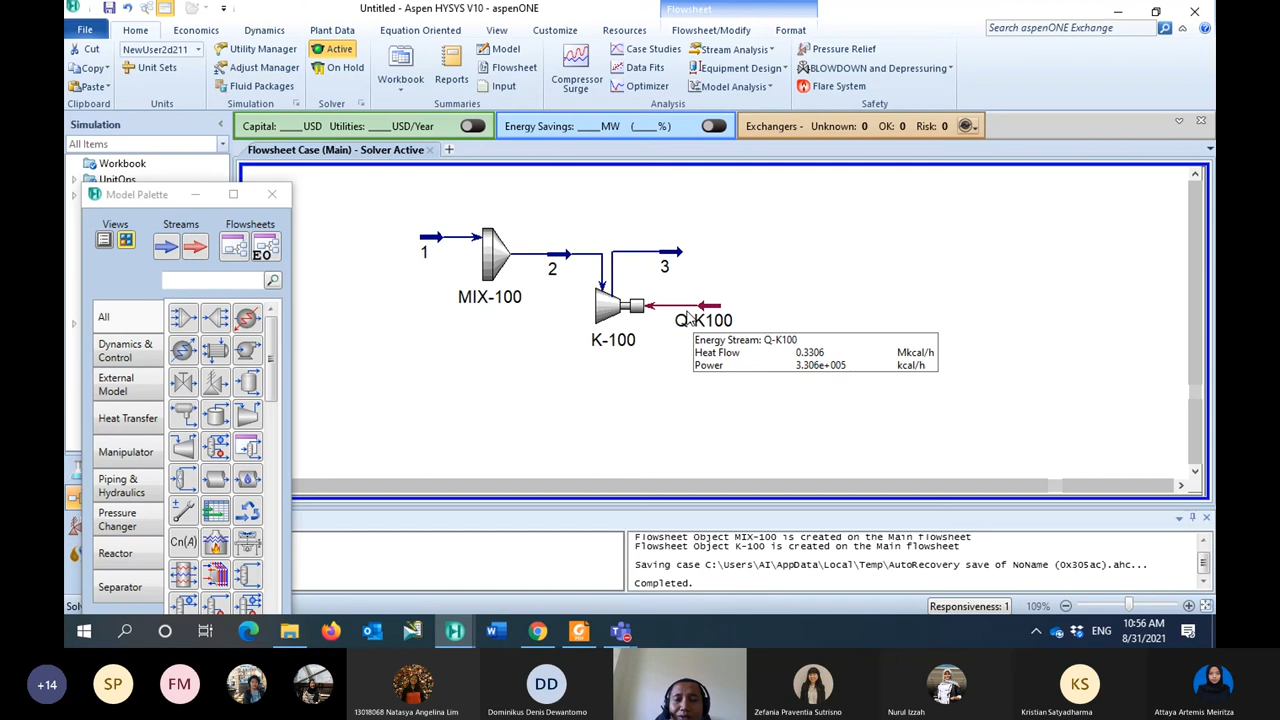 Untitled - Aspen HYSYS V10 - aspenONE
Flowsheet
File Home Economics Dynamics Plant Data Equation Oriented View Customize Resources Flowsheet/Modify Format
Search aspenONE Exchange
Cut
Copy
Paste
Clipboard
NewUser2d211
Unit Sets
Units
Utility Manager
Adjust Manager
Fluid Packages
Simulation
Active
On Hold
Solver
Workbook
Reports
Model
Flowsheet
Input
Summaries
Compressor
Surge
Case Studies
Data Fits
Optimizer
Stream Analysis
Equipment Design
Model Analysis
Analysis
Pressure Relief
BLOWDOWN and Depressuring
Flare System
Safety
Simulation
Capital: ____USD Utilities: ____USD/Year
Energy Savings: ____MW (____%)
Exchangers - Unknown: 0 OK: 0 Risk: 0
All Items
Flowsheet Case (Main) - Solver Active
Workbook
UnitOps
Model Palette
Views Streams Flowsheets
EO
All
Dynamics &
Control
External
Model
Heat Transfer
Manipulator
Piping &
Hydraulics
Pressure
Changer
Reactor
Separator
Cn(A)
1
MIX-100
2
3
K-100
Q-K100
Energy Stream: Q-K100
Heat Flow 0.3306 Mkcal/h
Power 3.306e+005 kcal/h
Flowsheet Object MIX-100 is created on the Main flowsheet
Flowsheet Object K-100 is created on the Main flowsheet
Saving case C:\Users\AI\AppData\Local\Temp\AutoRecovery save of NoName (0x305ac).ahc...
Completed.
Responsiveness: 1
109%
ENG
10:56 AM
8/31/2021
+14
SP
FM
13018068 Natasya Angelina Lim
DD
Dominikus Denis Dewantomo
Zefania Praventia Sutrisno
Nurul Izzah
KS
Kristian Satyadharma
Attaya Artemis Meiritza